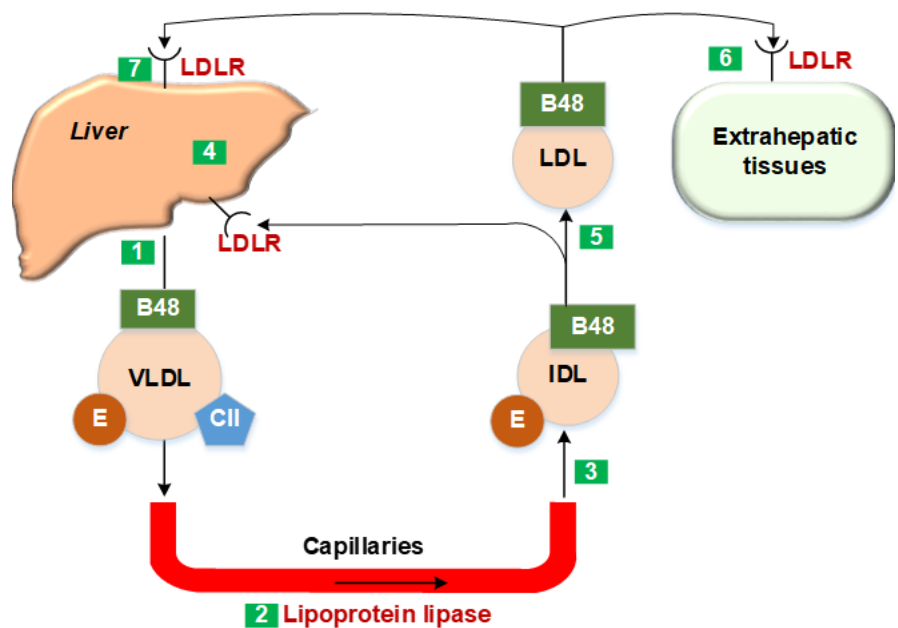 7 LDLR
6 LDLR
Liver
B48
LDL
Extrahepatic
tissues
4
LDLR
5
1
B48
VLDL
E
CII
B48
IDL
E
3
Capillaries
2 Lipoprotein lipase